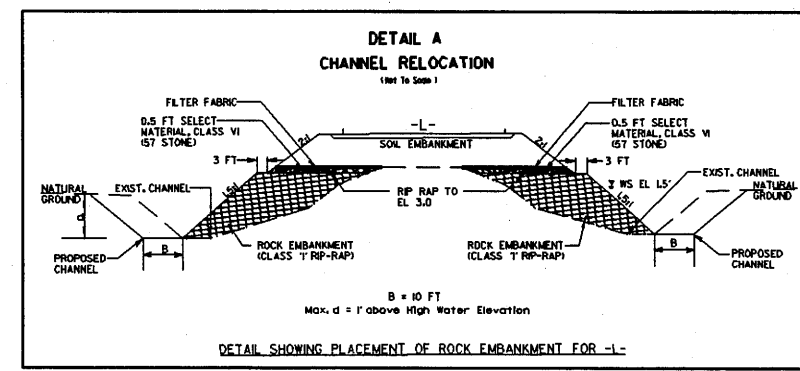 DETAIL A
CHANNEL RELOCATION
(Not To Scale)
FILTER FABRIC
0.5 FT SELECT
MATERIAL, CLASS VI
(57 STONE)
3 FT
2:1
-L-
SOIL EMBANKMENT
2:1
FILTER FABRIC
0.5 FT SELECT
MATERIAL, CLASS VI
(57 STONE)
3 FT
NATURAL
GROUND
EXIST. CHANNEL
1.5:1
RIP RAP TO
EL 3.0
WS EL 1.5'
1.5:1
EXIST. CHANNEL
NATURAL
GROUND
d
B
PROPOSED
CHANNEL
ROCK EMBANKMENT
(CLASS 'I' RIP-RAP)
ROCK EMBANKMENT
(CLASS 'I' RIP-RAP)
B
PROPOSED
CHANNEL
B = 10 FT
Max. d = 1' above High Water Elevation
DETAIL SHOWING PLACEMENT OF ROCK EMBANKMENT FOR -L-